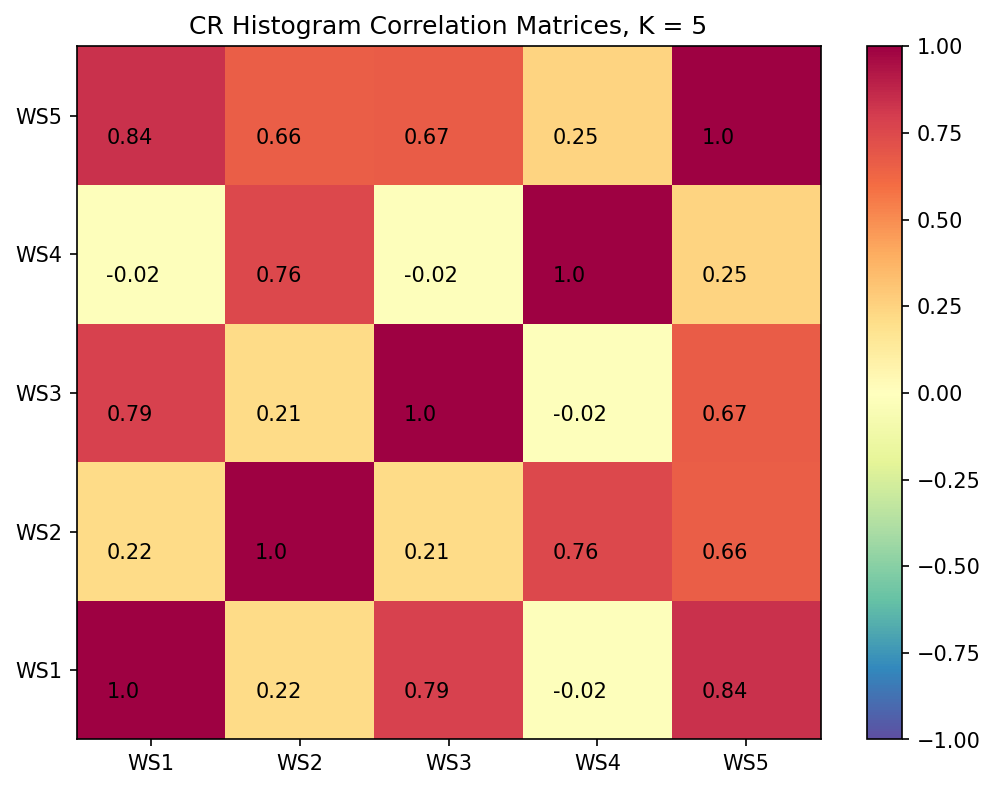 CR Histogram Correlation Matrices, K = 5
WS5 0.84 0.66 0.67 0.25 1.0
WS4 -0.02 0.76 -0.02 1.0 0.25
WS3 0.79 0.21 1.0 -0.02 0.67
WS2 0.22 1.0 0.21 0.76 0.66
WS1 1.0 0.22 0.79 -0.02 0.84
WS1 WS2 WS3 WS4 WS5
1.00
0.75
0.50
0.25
0.00
−0.25
−0.50
−0.75
−1.00